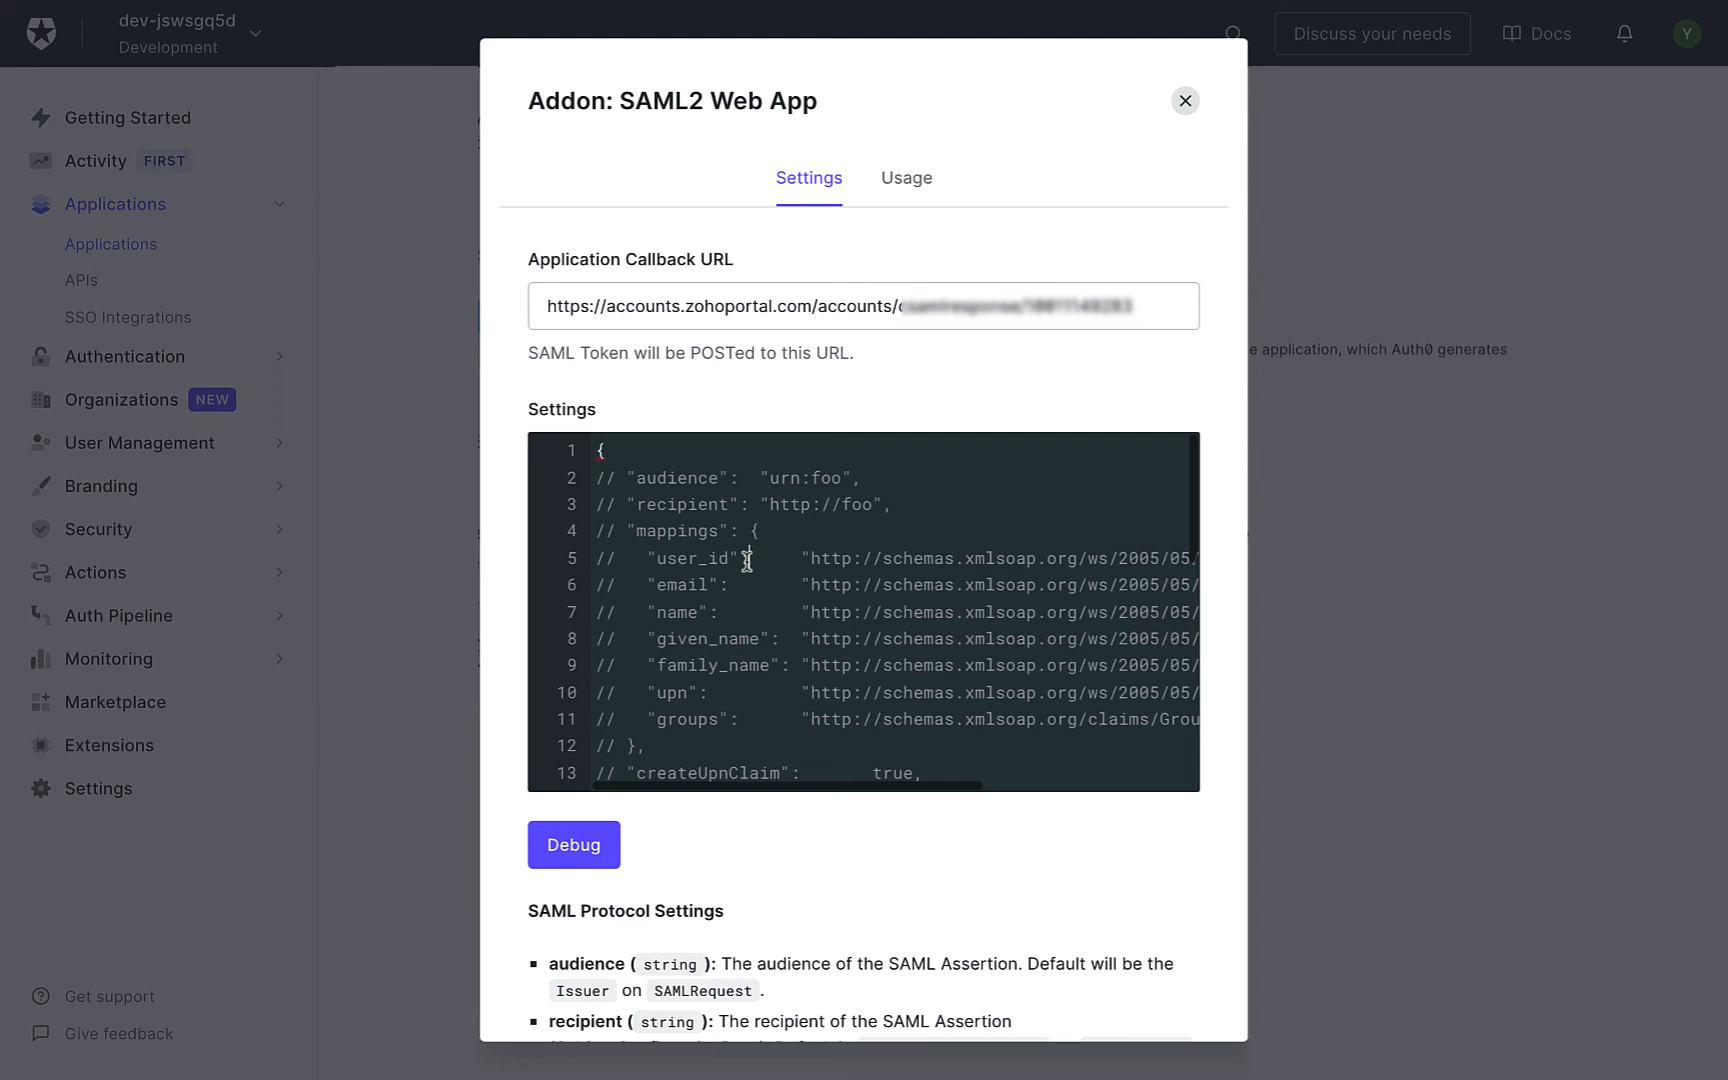 dev-jswsgq5d
Development
Discuss your needs
Docs
Y
Getting Started
Activity FIRST
Applications
Applications
APIs
SSO Integrations
Authentication
Organizations NEW
User Management
Branding
Security
Actions
Auth Pipeline
Monitoring
Marketplace
Extensions
Settings
Get support
Give feedback
Addon: SAML2 Web App
Settings
Usage
Application Callback URL
https://accounts.zohoportal.com/accounts/
SAML Token will be POSTed to this URL.
e application, which Auth0 generates
Settings
1 {
2 // "audience": "urn:foo",
3 // "recipient": "http://foo",
4 // "mappings": {
5 // "user_id" "http://schemas.xmlsoap.org/ws/2005/05/
6 // "email": "http://schemas.xmlsoap.org/ws/2005/05/
7 // "name": "http://schemas.xmlsoap.org/ws/2005/05/
8 // "given_name": "http://schemas.xmlsoap.org/ws/2005/05/
9 // "family_name": "http://schemas.xmlsoap.org/ws/2005/05/
10 // "upn": "http://schemas.xmlsoap.org/ws/2005/05/
11 // "groups": "http://schemas.xmlsoap.org/claims/Grou
12 // },
13 // "createUpnClaim": true,
Debug
SAML Protocol Settings
audience ( string ): The audience of the SAML Assertion. Default will be the
Issuer on SAMLRequest .
recipient ( string ): The recipient of the SAML Assertion